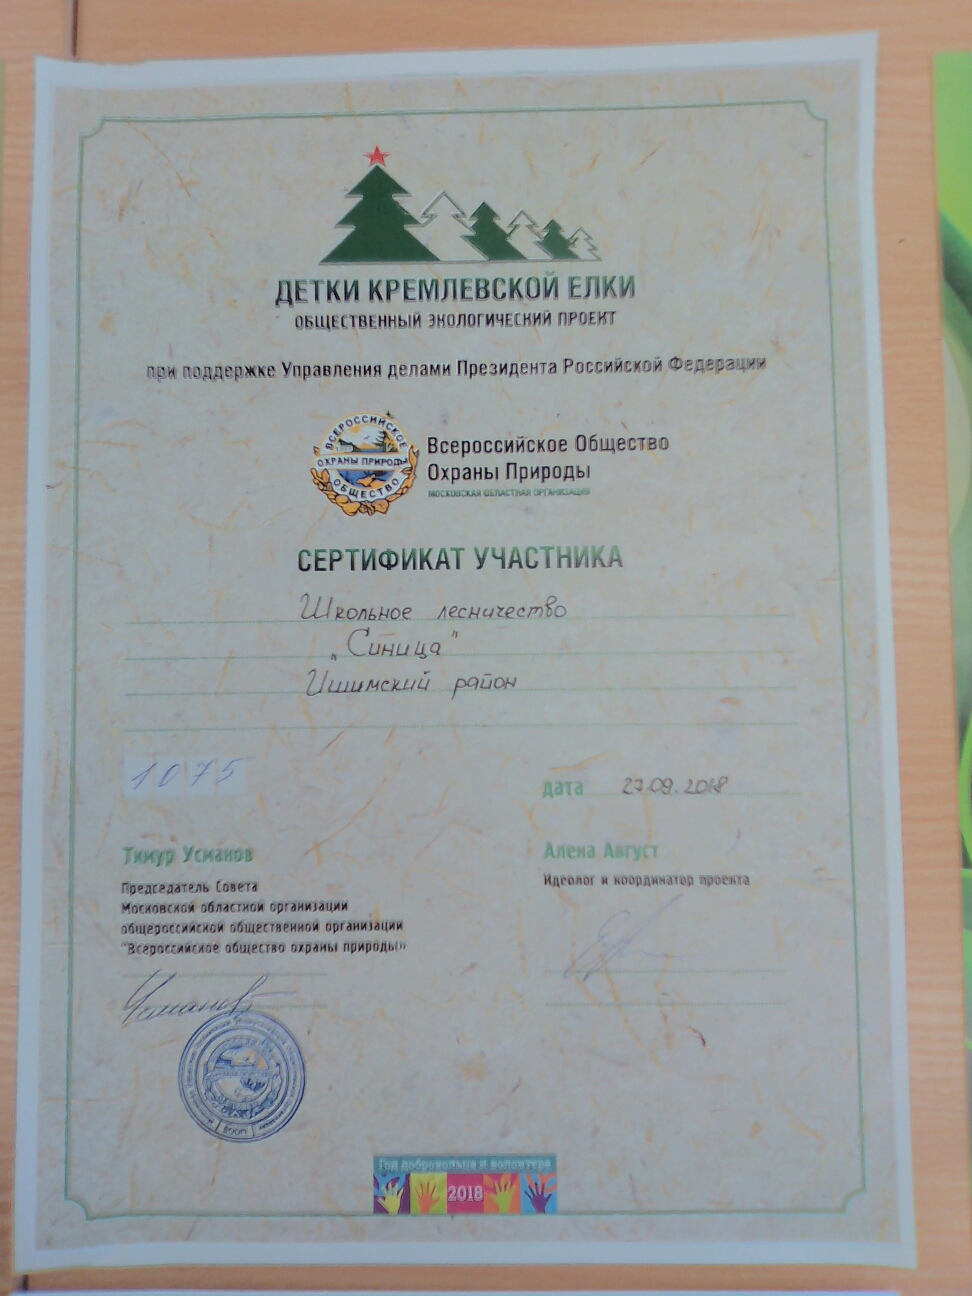 ДЕТКИ КРЕМЛЕВСКОЙ ЕЛКИ
ОБЩЕСТВЕННЫЙ ЭКОЛОГИЧЕСКИЙ ПРОЕКТ
при поддержке Управления делами Президента Российской Федерации
ВСЕРОССИЙСКОЕ
ОХРАНЫ ПРИРОДЫ
ОБЩЕСТВО
Всероссийское Общество
Охраны Природы
МОСКОВСКАЯ ОБЛАСТНАЯ ОРГАНИЗАЦИЯ
СЕРТИФИКАТ УЧАСТНИКА
Школьное лесничество
„Синица"
Ишимский район
1075
дата 27.09.2018
Тимур Усманов
Председатель Совета
Московской областной организации
общероссийской общественной организации
"Всероссийское общество охраны природы»
Алена Август
Идеолог и координатор проекта
ВООП
Год добровольца и волонтера
2018